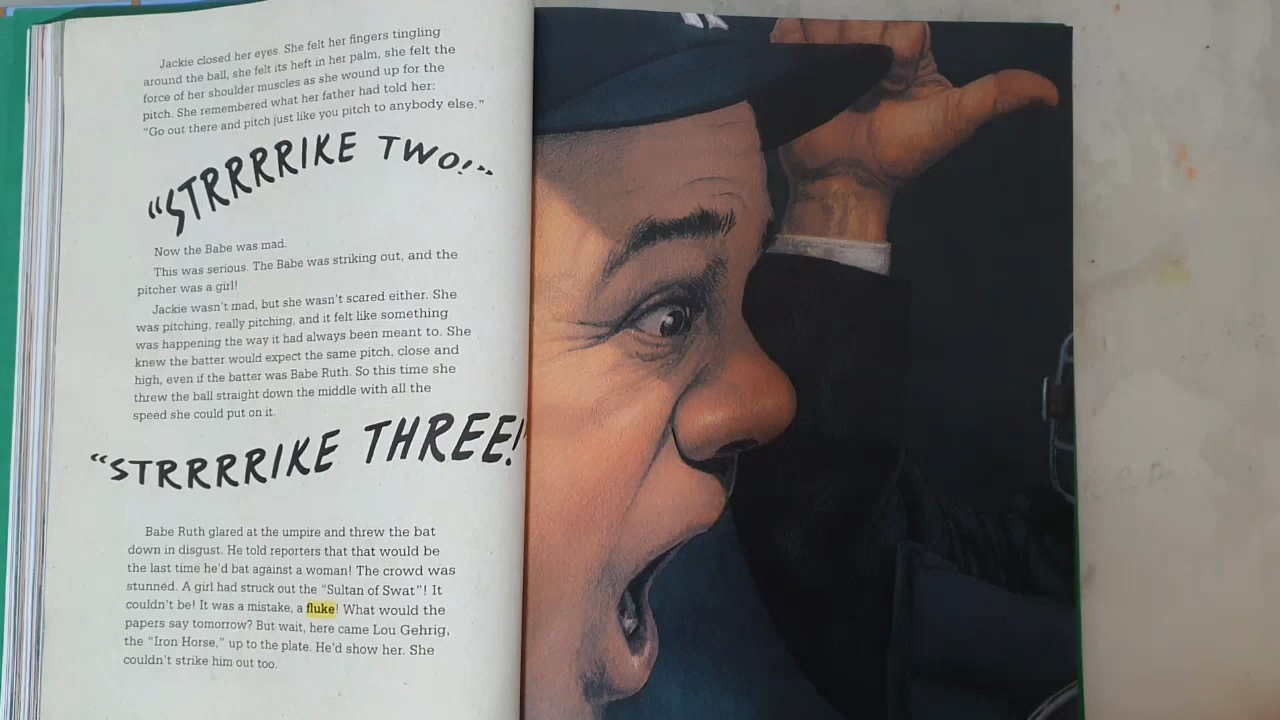 Jackie closed her eyes. She felt her fingers tingling
around the ball, she felt its heft in her palm, she felt the
force of her shoulder muscles as she wound up for the
pitch. She remembered what her father had told her:
"Go out there and pitch just like you pitch to anybody else."
"STRRRRIKE TWO!"
Now the Babe was mad.
This was serious. The Babe was striking out, and the
pitcher was a girl!
Jackie wasn't mad, but she wasn't scared either. She
was pitching, really pitching, and it felt like something
was happening the way it had always been meant to. She
knew the batter would expect the same pitch, close and
high, even if the batter was Babe Ruth. So this time she
threw the ball straight down the middle with all the
speed she could put on it.
"STRRRRIKE THREE!
Babe Ruth glared at the umpire and threw the bat
down in disgust. He told reporters that that would be
the last time he'd bat against a woman! The crowd was
stunned. A girl had struck out the "Sultan of Swat"! It
couldn't be! It was a mistake, a fluke! What would the
papers say tomorrow? But wait, here came Lou Gehrig,
the "Iron Horse," up to the plate. He'd show her. She
couldn't strike him out too.